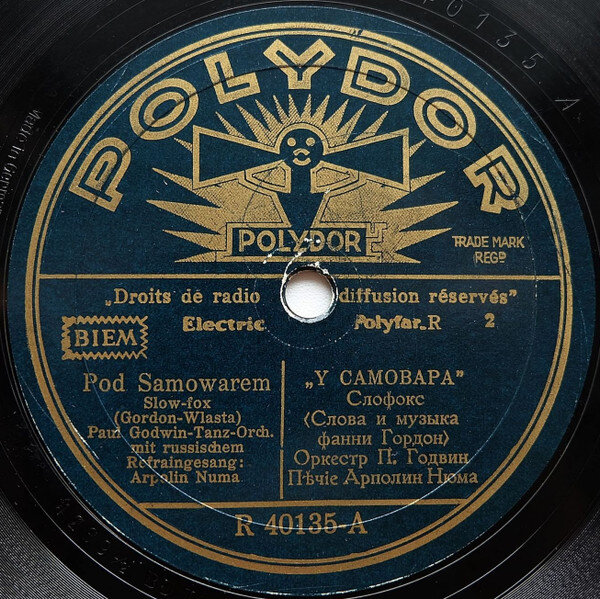 POLYDOR
POLYDOR
TRADE MARK
REGD
„Droits de radio diffusion réservés"
Electric Polyfar. R 2
BIEM
Pod Samowarem
Slow-fox
(Gordon-Wlasta)
Paul Godwin-Tanz-Orch.
mit russischem
Refraingesang:
Arpolin Numa
„У САМОВАРА"
Слофокс
(Слова и музыка
фанни Гордон)
Оркестр П. Годвин
Пѣчіе Арполин Нюма
R 40135-A
40135. A